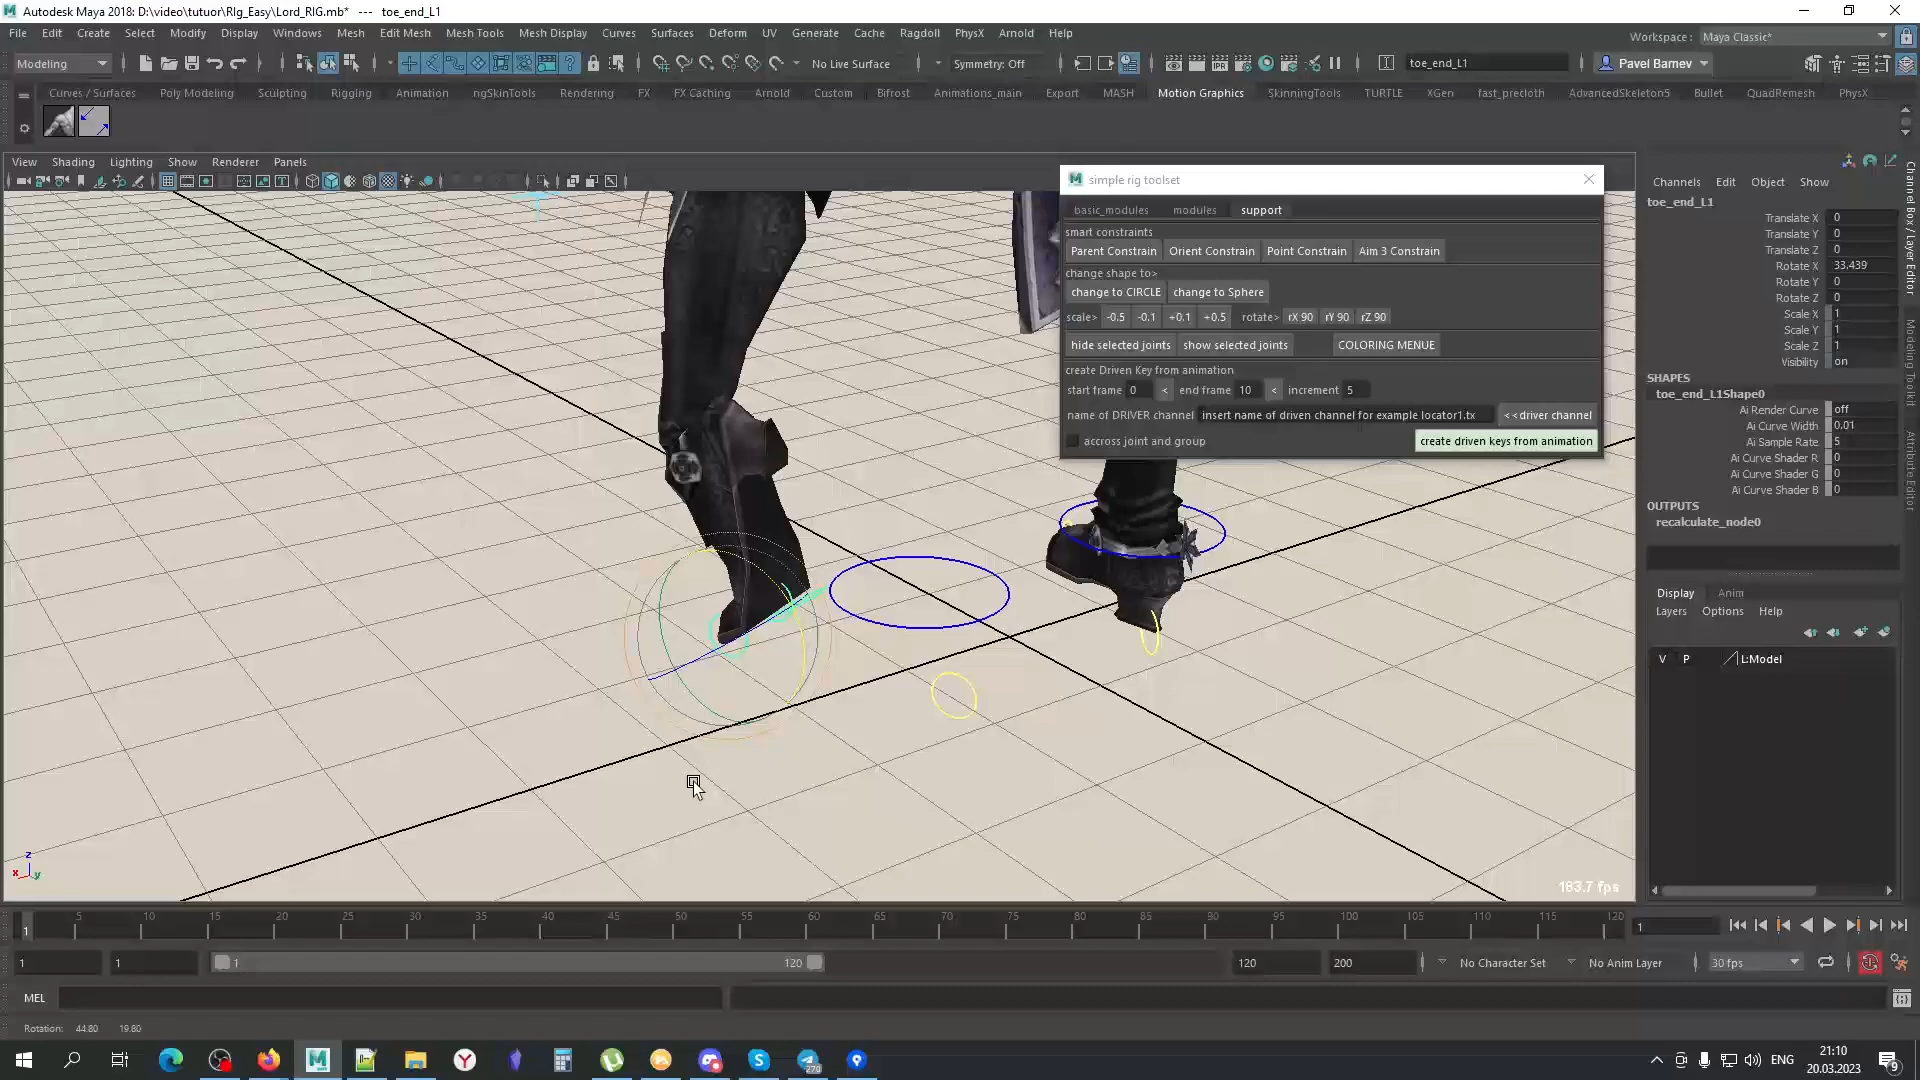 Autodesk Maya 2018: D:\video\tutuor\RIg_Easy\Lord_RIG.mb* --- toe_end_L1
File Edit Create Select Modify Display Windows Mesh Edit Mesh Mesh Tools Mesh Display Curves Surfaces Deform UV Generate Cache Ragdoll PhysX Arnold Help
Workspace : Maya Classic*
Modeling No Live Surface Symmetry: Off toe_end_L1 Pavel Barnev
Curves / Surfaces Poly Modeling Sculpting Rigging Animation ngSkinTools Rendering FX FX Caching Arnold Custom Bifrost Animations_main Export MASH Motion Graphics SkinningTools TURTLE XGen fast_precloth AdvancedSkeleton5 Bullet QuadRemesh PhysX
View Shading Lighting Show Renderer Panels
simple rig toolset
basic_modules modules support
smart constraints
Parent Constrain Orient Constrain Point Constrain Aim 3 Constrain
change shape to>
change to CIRCLE change to Sphere
scale> -0.5 -0.1 +0.1 +0.5 rotate> rX 90 rY 90 rZ 90
hide selected joints show selected joints COLORING MENUE
create Driven Key from animation
start frame 0 < end frame 10 < increment 5
name of DRIVER channel insert name of driven channel for example locator1.tx <<driver channel
accross joint and group create driven keys from animation
Channels Edit Object Show
toe_end_L1
Translate X 0
Translate Y 0
Translate Z 0
Rotate X 33.439
Rotate Y 0
Rotate Z 0
Scale X 1
Scale Y 1
Scale Z 1
Visibility on
SHAPES
toe_end_L1Shape0
Ai Render Curve off
Ai Curve Width 0.01
Ai Sample Rate 5
Ai Curve Shader R 0
Ai Curve Shader G 0
Ai Curve Shader B 0
OUTPUTS
recalculate_node0
Display Anim
Layers Options Help
V P L:Model
Channel Box / Layer Editor
Modeling Toolkit
Attribute Editor
z
x y
183.7 fps
5 10 15 20 25 30 35 40 45 50 55 60 65 70 75 80 85 90 95 100 105 110 115 120
1 1
1 1 1 120 120 200 No Character Set No Anim Layer 30 fps
MEL
Rotation: 44.80 19.80
270 ENG 21:10
20.03.2023 9